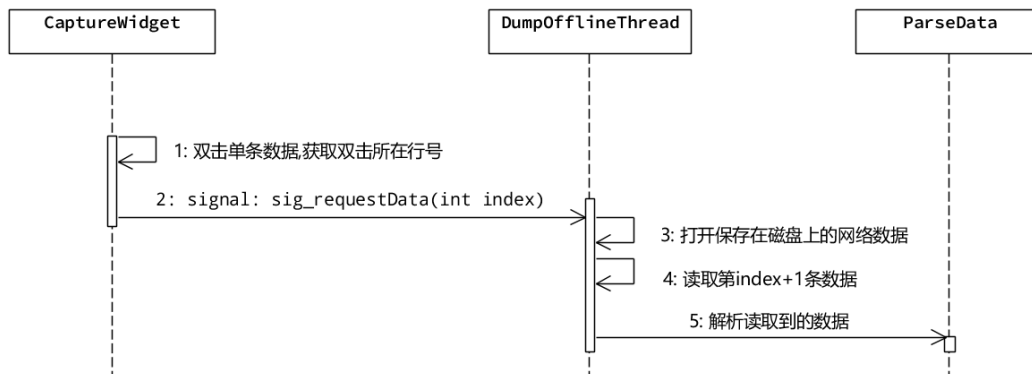 CaptureWidget
DumpOfflineThread
ParseData
1: 双击单条数据,获取双击所在行号
2: signal: sig_requestData(int index)
3: 打开保存在磁盘上的网络数据
4: 读取第index+1条数据
5: 解析读取到的数据